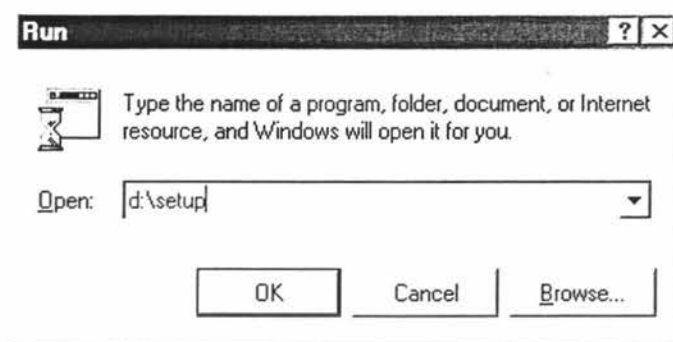 Run
Type the name of a program, folder, document, or Internet
resource, and Windows will open it for you.
Open: d:\setup
OK Cancel Browse...